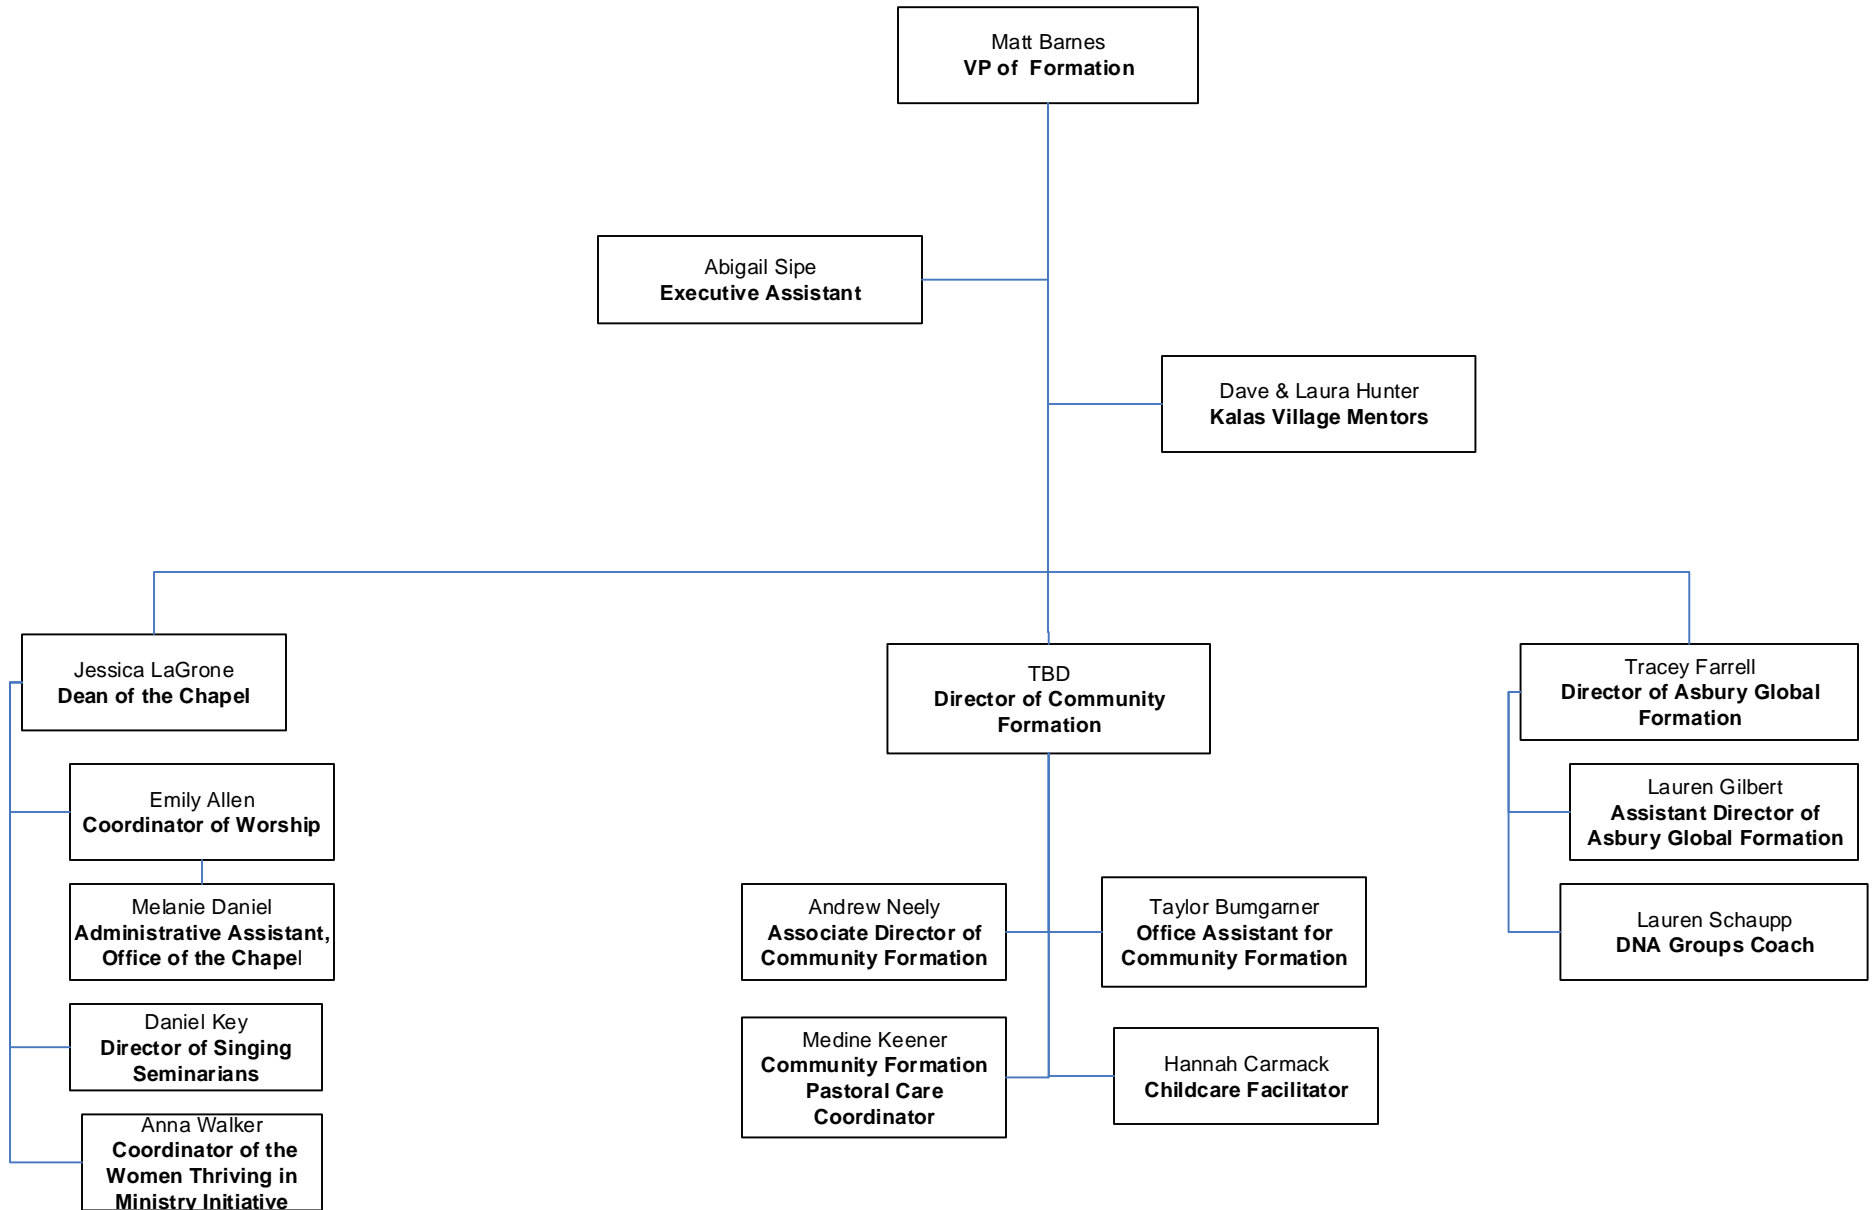 Matt Barnes
VP of  Formation
Abigail Sipe
Executive Assistant
Dave & Laura Hunter
Kalas Village Mentors
Jessica LaGrone
Dean of the Chapel
Emily Allen
Coordinator of Worship
Melanie Daniel
Administrative Assistant,
Office of the Chapel
Daniel Key
Director of Singing
Seminarians
Anna Walker
Coordinator of the
Women Thriving in
Ministry Initiative
TBD
Director of Community
Formation
Andrew Neely
Associate Director of
Community Formation
Taylor Bumgarner
Office Assistant for
Community Formation
Medine Keener
Community Formation
Pastoral Care
Coordinator
Hannah Carmack
Childcare Facilitator
Tracey Farrell
Director of Asbury Global
Formation
Lauren Gilbert
Assistant Director of
Asbury Global Formation
Lauren Schaupp
DNA Groups Coach